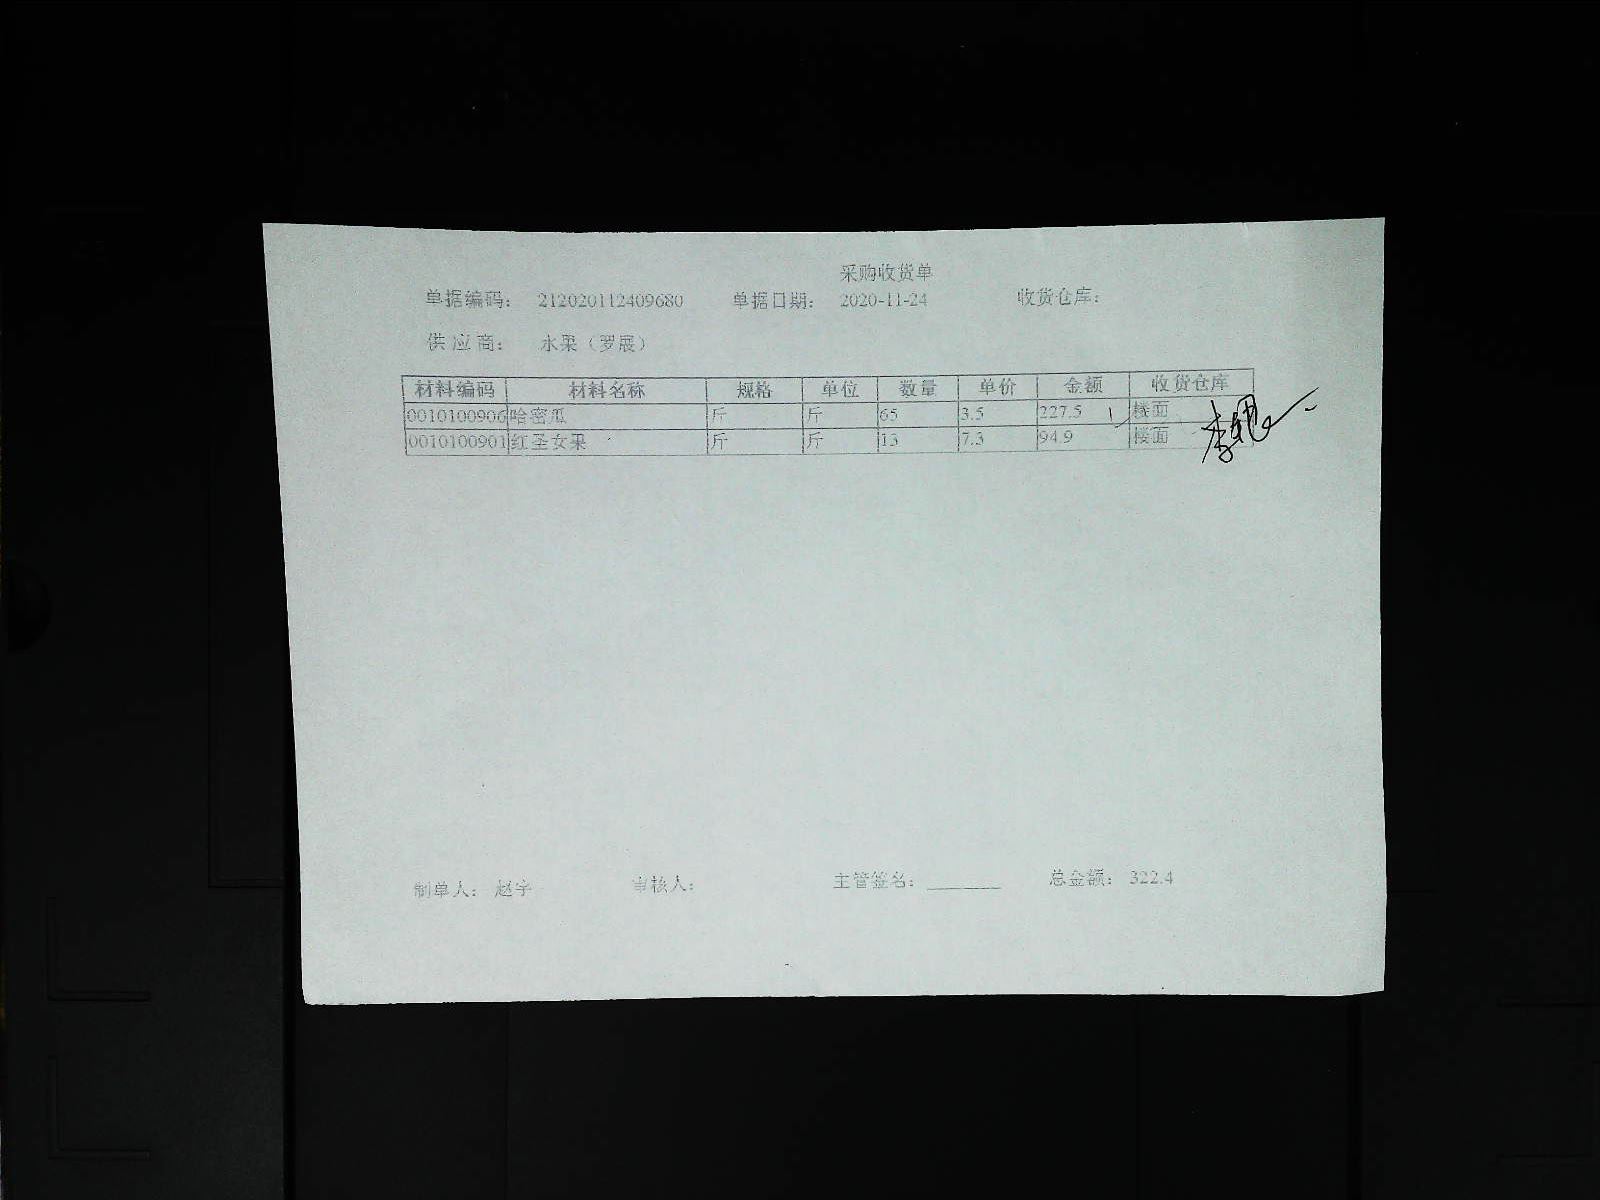 采购收货单
单据编码： 212020112409680 单据日期： 2020-11-24 收货仓库：
供 应 商： 水果（罗展）
材料编码 材料名称 规格 单位 数量 单价 金额 收货仓库
0010100906 哈密瓜 斤 斤 65 3.5 227.5 楼面
0010100901 红圣女果 斤 斤 13 7.3 94.9 楼面
制单人： 赵宇 审核人： 主管签名： ________ 总金额： 322.4